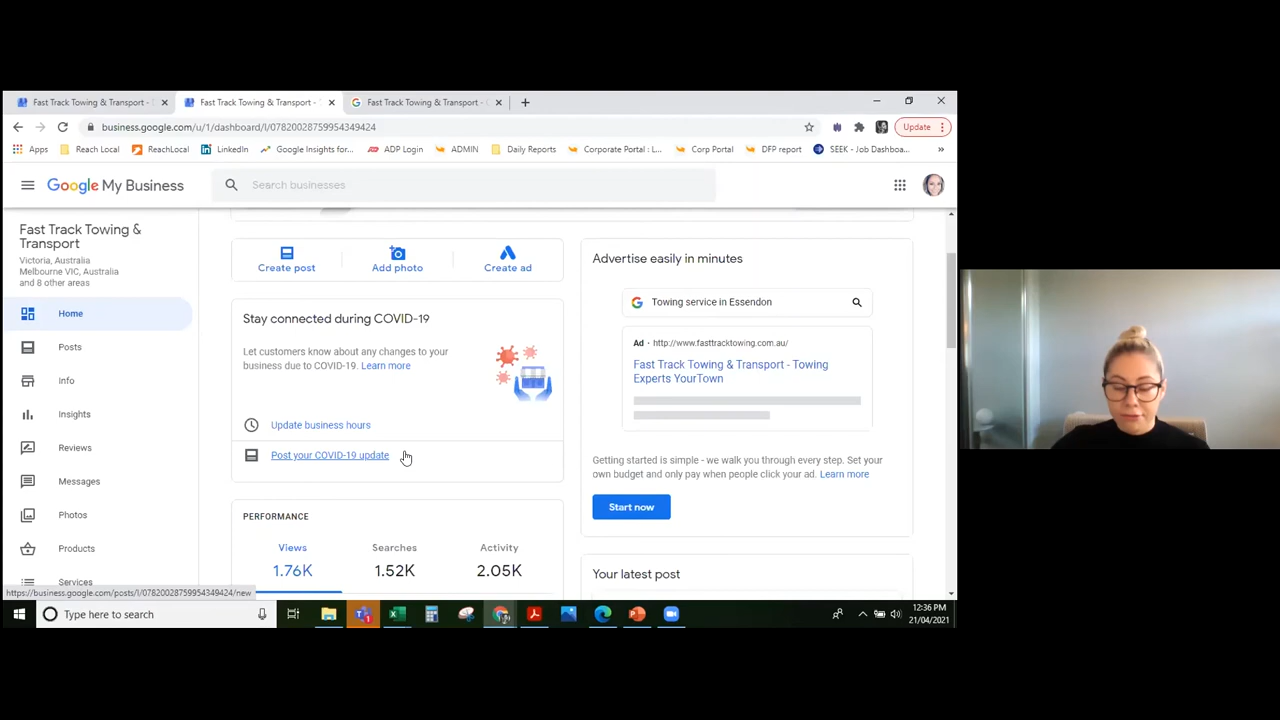 Fast Track Towing & Transport -
Fast Track Towing & Transport -
Fast Track Towing & Transport -
business.google.com/u/1/dashboard/l/07820028759954349424
Update
Apps
Reach Local
ReachLocal
LinkedIn
Google Insights for...
ADP Login
ADMIN
Daily Reports
Corporate Portal : L...
Corp Portal
DFP report
SEEK - Job Dashboa...
»
Google My Business
Search businesses
Fast Track Towing &
Transport
Victoria, Australia
Melbourne VIC, Australia
and 8 other areas
Home
Posts
Info
Insights
Reviews
Messages
Photos
Products
Services
Create post
Add photo
Create ad
Stay connected during COVID-19
Let customers know about any changes to your
business due to COVID-19. Learn more
Update business hours
Post your COVID-19 update
PERFORMANCE
Views
Searches
Activity
1.76K
1.52K
2.05K
Advertise easily in minutes
Towing service in Essendon
Ad · http://www.fasttracktowing.com.au/
Fast Track Towing & Transport - Towing
Experts YourTown
Getting started is simple - we walk you through every step. Set your
own budget and only pay when people click your ad. Learn more
Start now
Your latest post
https://business.google.com/posts/l/07820028759954349424/new
Type here to search
12:36 PM
21/04/2021